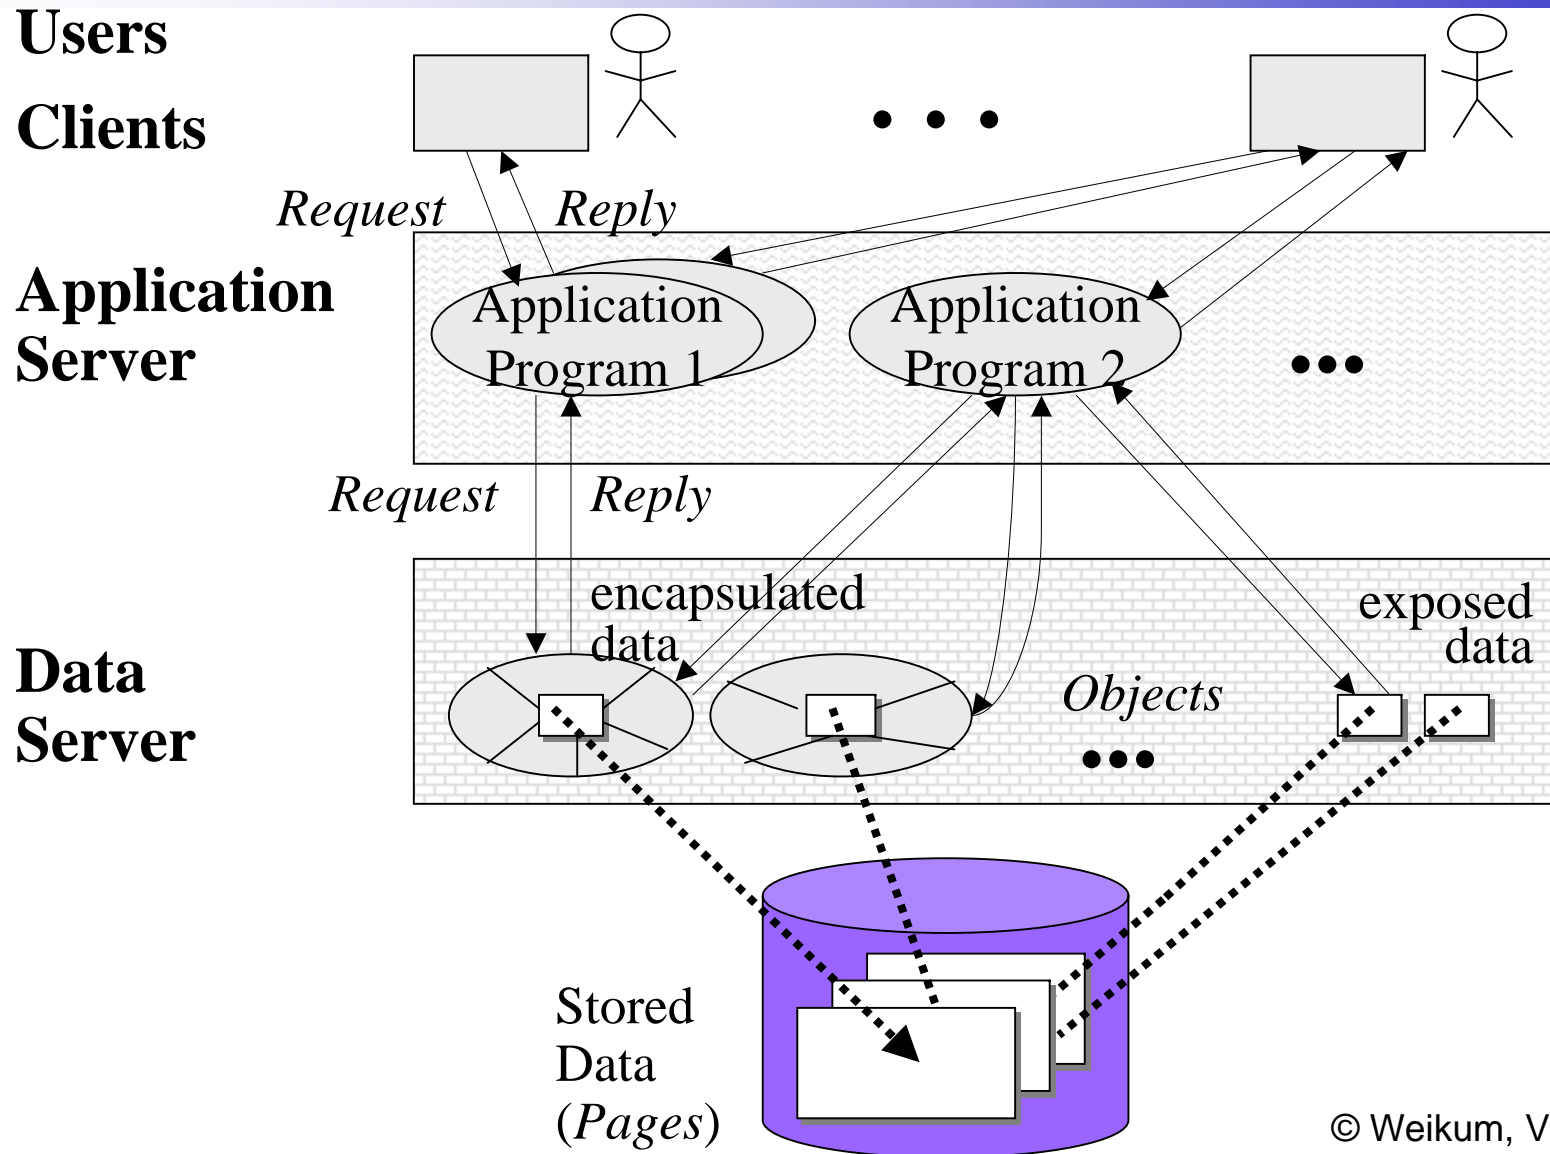 Users
Clients
Request
Reply
Application
Server
Application
Program 1
Application
Program 2
Request
Reply
encapsulated
data
exposed
data
Data
Server
Objects
Stored
Data
(Pages)
© Weikum, V